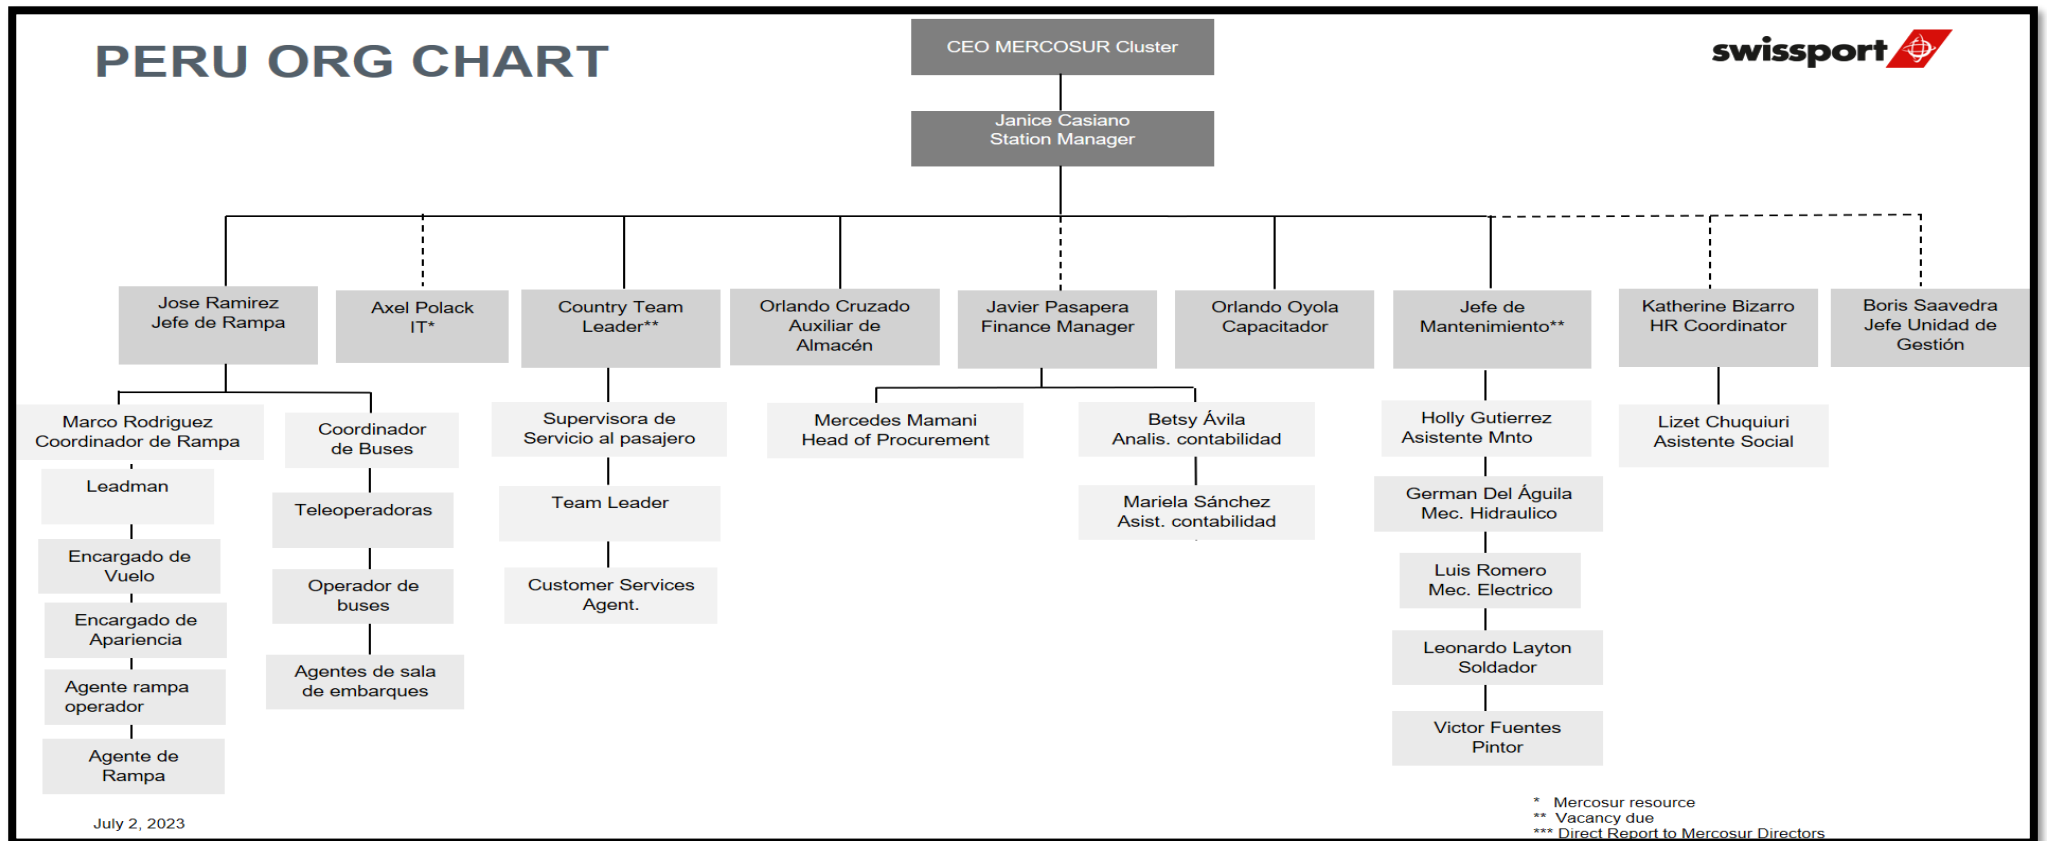 PERU ORG CHART
swissport
CEO MERCOSUR Cluster
Janice Casiano
Station Manager
Jose Ramirez
Jefe de Rampa
Axel Polack
IT*
Country Team
Leader**
Orlando Cruzado
Auxiliar de
Almacén
Javier Pasapera
Finance Manager
Orlando Oyola
Capacitador
Jefe de
Mantenimiento**
Katherine Bizarro
HR Coordinator
Boris Saavedra
Jefe Unidad de
Gestión
Marco Rodriguez
Coordinador de Rampa
Leadman
Encargado de
Vuelo
Encargado de
Apariencia
Agente rampa
operador
Agente de
Rampa
Coordinador
de Buses
Teleoperadoras
Operador de
buses
Agentes de sala
de embarques
Supervisora de
Servicio al pasajero
Team Leader
Customer Services
Agent.
Mercedes Mamani
Head of Procurement
Betsy Ávila
Analis. contabilidad
Mariela Sánchez
Asist. contabilidad
Holly Gutierrez
Asistente Mnto
German Del Águila
Mec. Hidraulico
Luis Romero
Mec. Electrico
Leonardo Layton
Soldador
Victor Fuentes
Pintor
Lizet Chuquiuri
Asistente Social
July 2, 2023
* Mercosur resource
** Vacancy due
*** Direct Report to Mercosur Directors